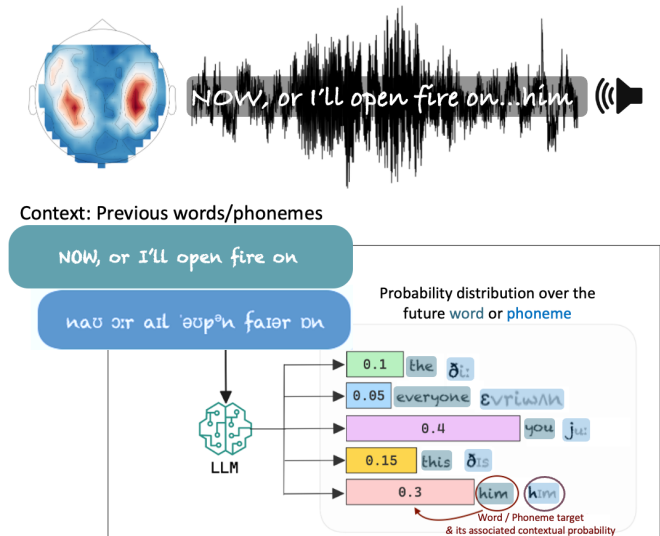 NOW, or I'll open fire on...him
Context: Previous words/phonemes
NOW, or I'll open fire on
naʊ ɔːr aɪl ˈəʊpᵊn faɪər ɒn
Probability distribution over the
future word or phoneme
0.1 the ðiː
0.05 everyone ɛvriwʌn
0.4 you juː
0.15 this ðɪs
0.3 him hɪm
LLM
Word / Phoneme target
& its associated contextual probability